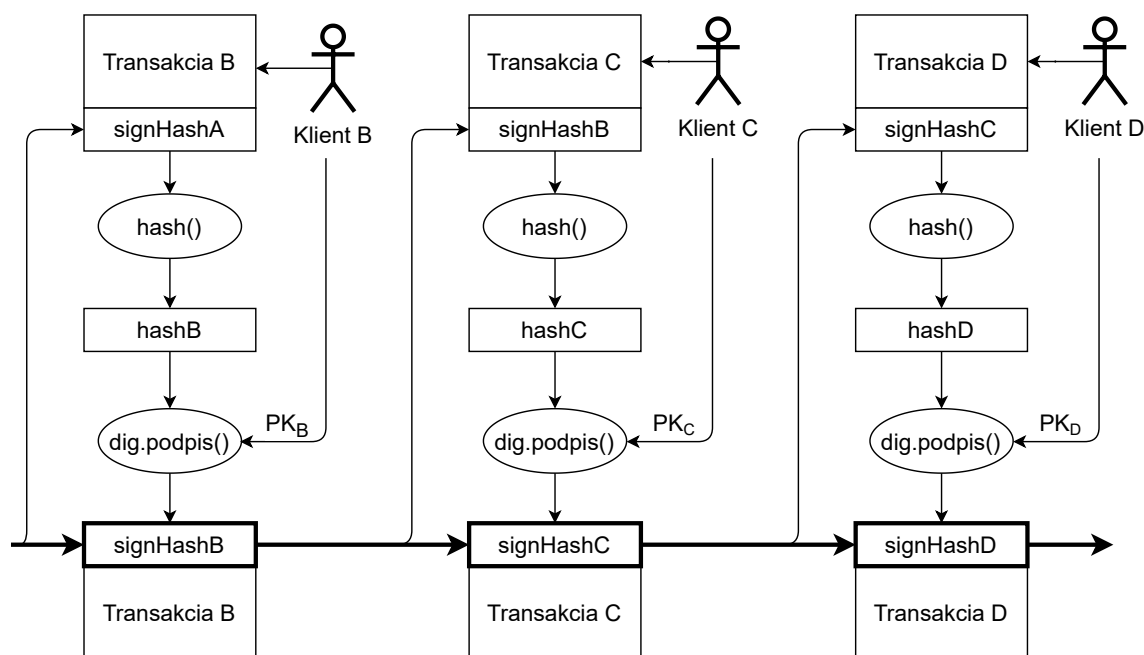 Transakcia B
signHashA
Klient B
hash()
hashB
PKB
dig.podpis()
signHashB
Transakcia B
Transakcia C
signHashB
Klient C
hash()
hashC
PKC
dig.podpis()
signHashC
Transakcia C
Transakcia D
signHashC
Klient D
hash()
hashD
PKD
dig.podpis()
signHashD
Transakcia D